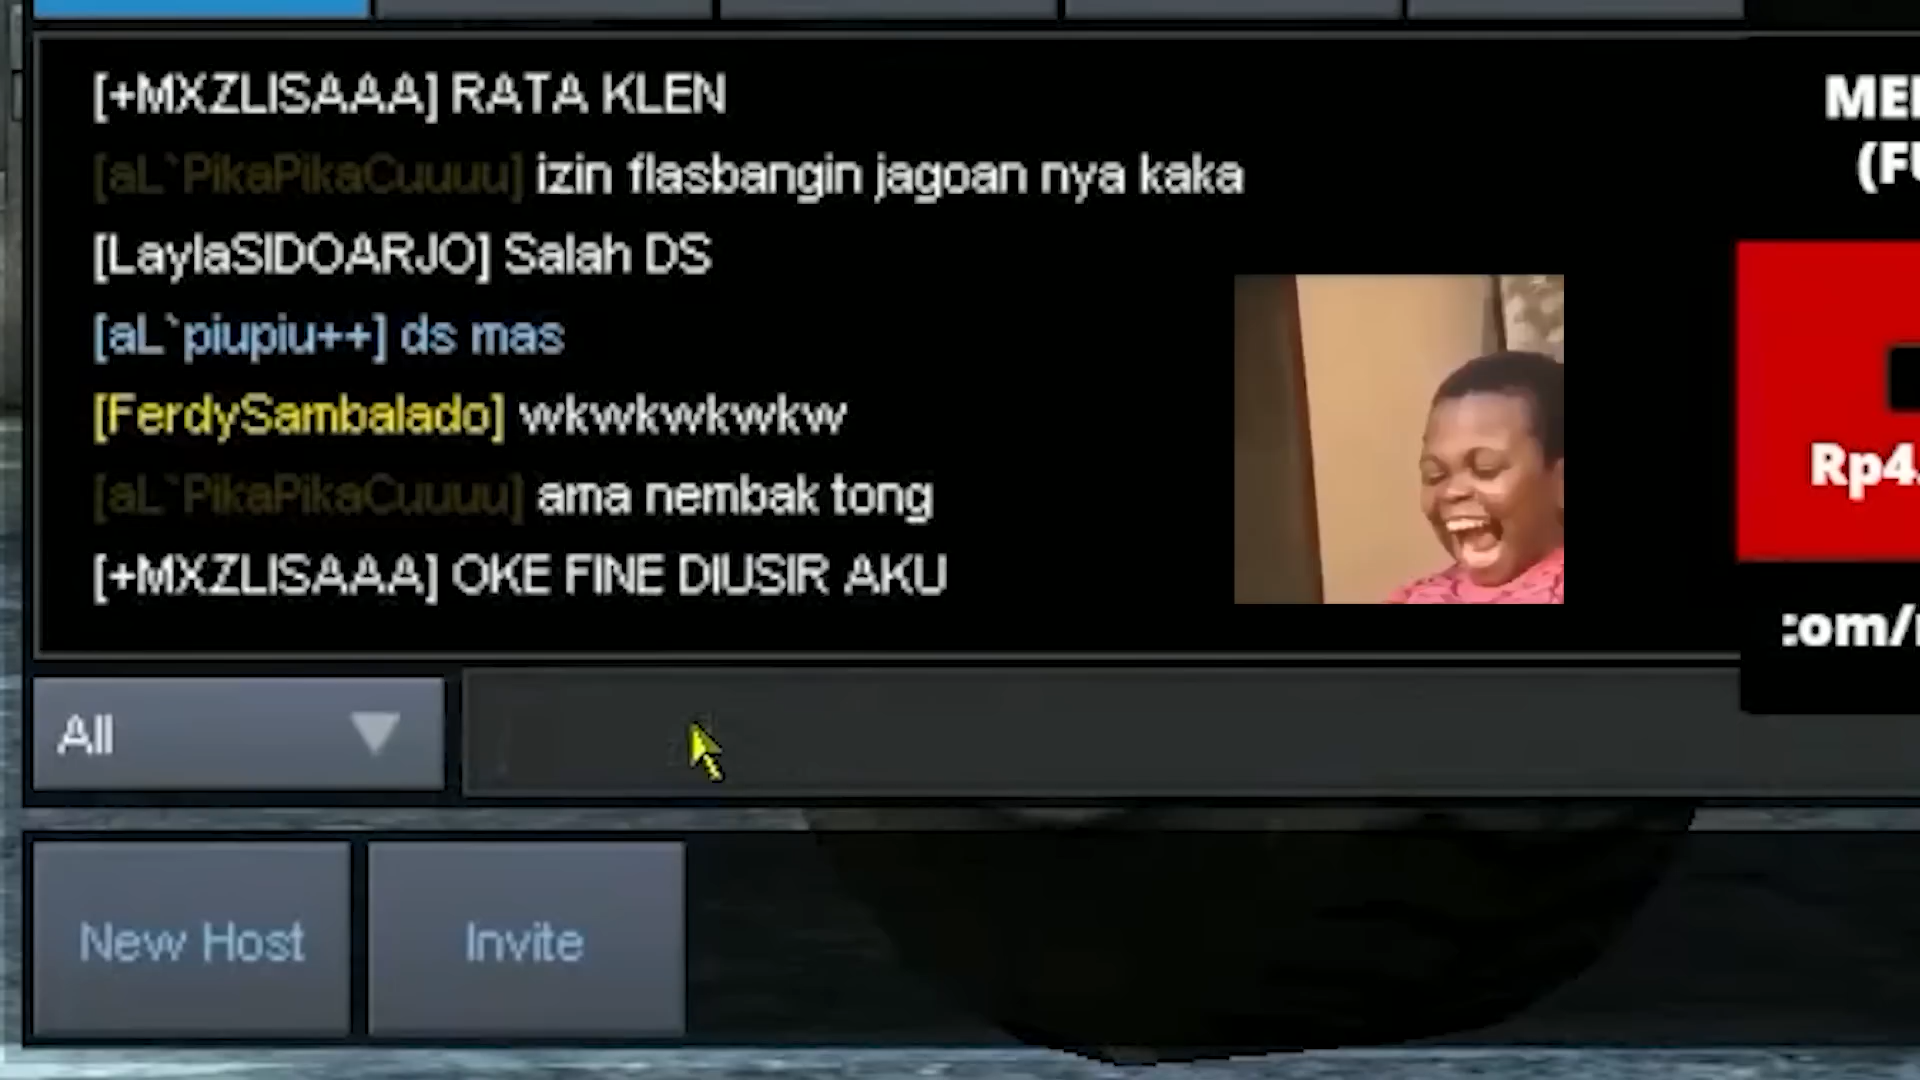 [+MXZLISAAA] RATA KLEN
[aL`PikaPikaCuuuu] izin flasbangin jagoan nya kaka
[LaylaSIDOARJO] Salah DS
[aL`piupiu++] ds mas
[FerdySambalado] wkwkwkwkw
[aL`PikaPikaCuuuu] ama nembak tong
[+MXZLISAAA] OKE FINE DIUSIR AKU
All
New Host
Invite
Rp4.